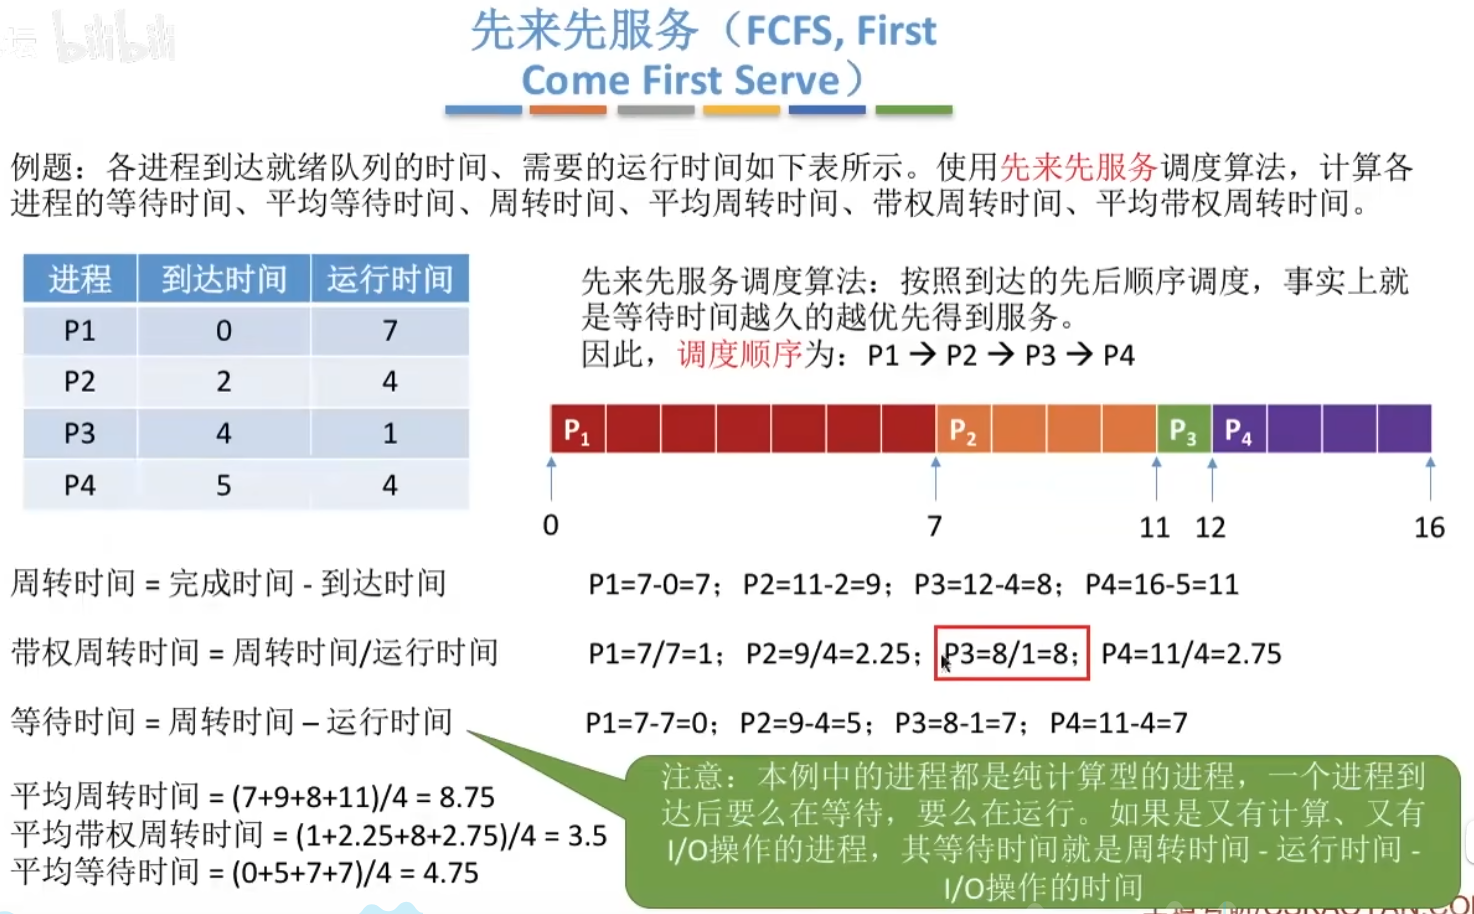 bilibili
先来先服务（FCFS, First
Come First Serve）
例题：各进程到达就绪队列的时间、需要的运行时间如下表所示。使用先来先服务调度算法，计算各
进程的等待时间、平均等待时间、周转时间、平均周转时间、带权周转时间、平均带权周转时间。
进程 到达时间 运行时间
P1 0 7
P2 2 4
P3 4 1
P4 5 4
先来先服务调度算法：按照到达的先后顺序调度，事实上就
是等待时间越久的越优先得到服务。
因此，调度顺序为：P1 → P2 → P3 → P4
P1 P2 P3 P4
0 7 11 12 16
周转时间 = 完成时间 - 到达时间 P1=7-0=7；P2=11-2=9；P3=12-4=8；P4=16-5=11
带权周转时间 = 周转时间/运行时间 P1=7/7=1；P2=9/4=2.25；P3=8/1=8；P4=11/4=2.75
等待时间 = 周转时间 – 运行时间 P1=7-7=0；P2=9-4=5；P3=8-1=7；P4=11-4=7
平均周转时间 = (7+9+8+11)/4 = 8.75
平均带权周转时间 = (1+2.25+8+2.75)/4 = 3.5
平均等待时间 = (0+5+7+7)/4 = 4.75
注意：本例中的进程都是纯计算型的进程，一个进程到
达后要么在等待，要么在运行。如果是又有计算、又有
I/O操作的进程，其等待时间就是周转时间 - 运行时间 -
I/O操作的时间